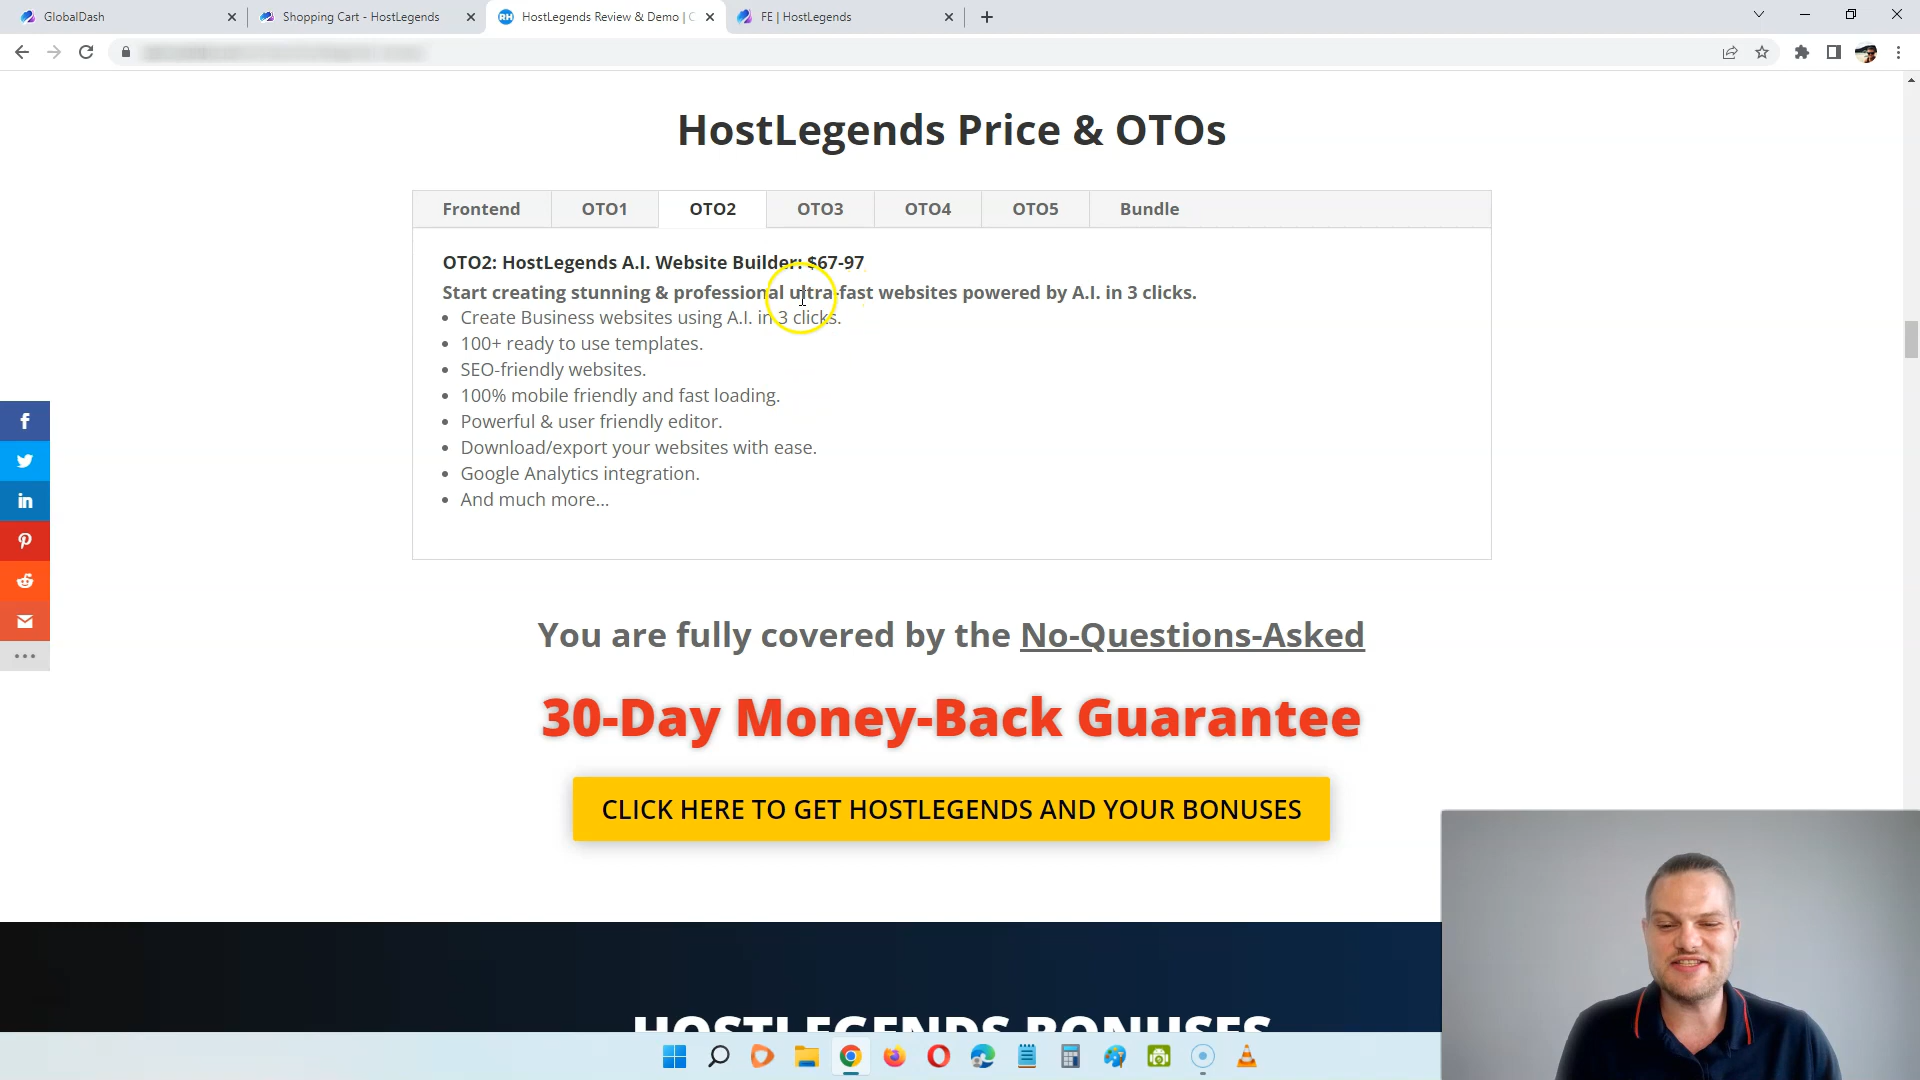 GlobalDash
Shopping Cart - HostLegends
HostLegends Review & Demo | C
FE | HostLegends
HostLegends Price & OTOs
Frontend
OTO1
OTO2
OTO3
OTO4
OTO5
Bundle
OTO2: HostLegends A.I. Website Builder: $67-97
Start creating stunning & professional ultra-fast websites powered by A.I. in 3 clicks.
Create Business websites using A.I. in 3 clicks.
100+ ready to use templates.
SEO-friendly websites.
100% mobile friendly and fast loading.
Powerful & user friendly editor.
Download/export your websites with ease.
Google Analytics integration.
And much more...
You are fully covered by the No-Questions-Asked
30-Day Money-Back Guarantee
CLICK HERE TO GET HOSTLEGENDS AND YOUR BONUSES
HOSTLEGENDS BONUSES